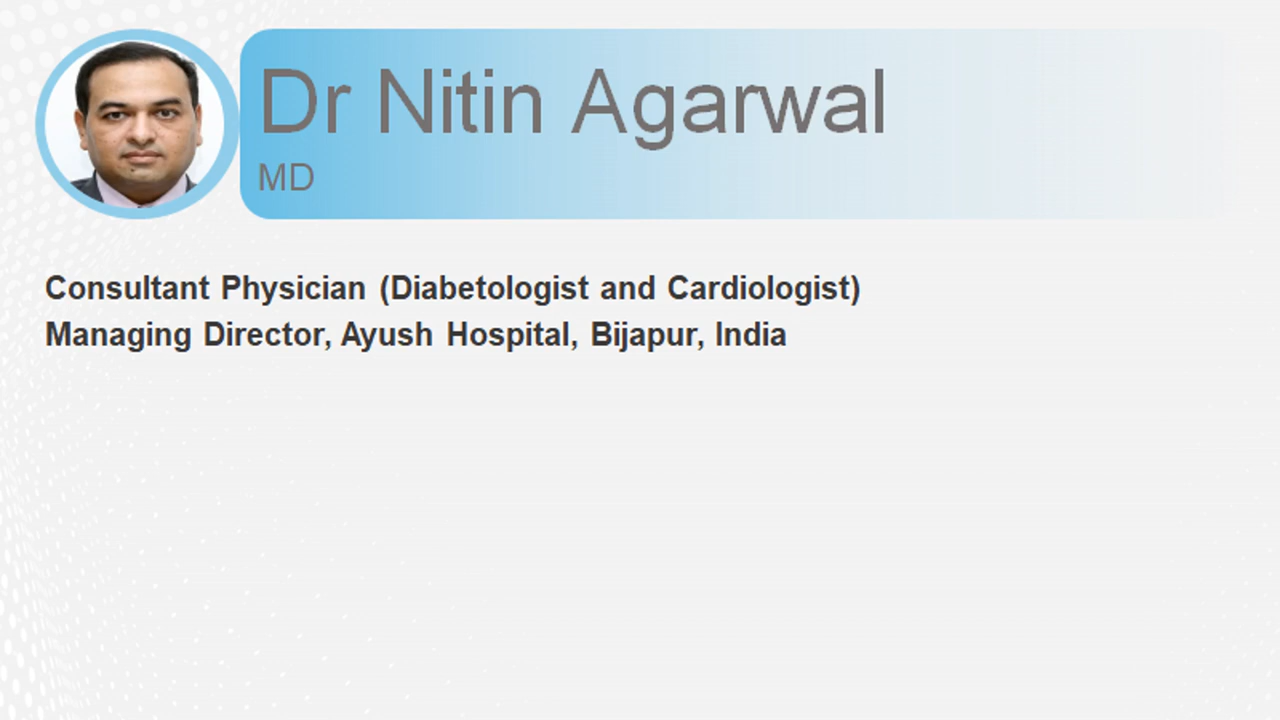 Dr Nitin Agarwal
MD
Consultant Physician (Diabetologist and Cardiologist)
Managing Director, Ayush Hospital, Bijapur, India